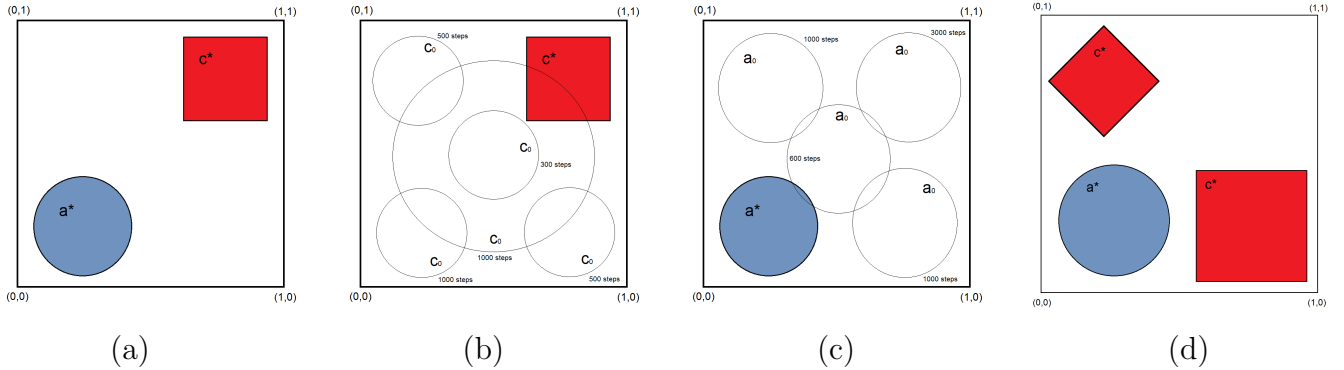 (0,1) (1,1)
c*
a*
(0,0) (1,0)
(a)
(0,1) (1,1)
500 steps
c₀
c*
c₀
300 steps
c₀
1000 steps
c₀
1000 steps
c₀
500 steps
(0,0) (1,0)
(b)
(0,1) (1,1)
1000 steps
3000 steps
a₀
a₀
a₀
600 steps
a*
a₀
1000 steps
(0,0) (1,0)
(c)
(0,1) (1,1)
c*
a*
c*
(0,0) (1,0)
(d)